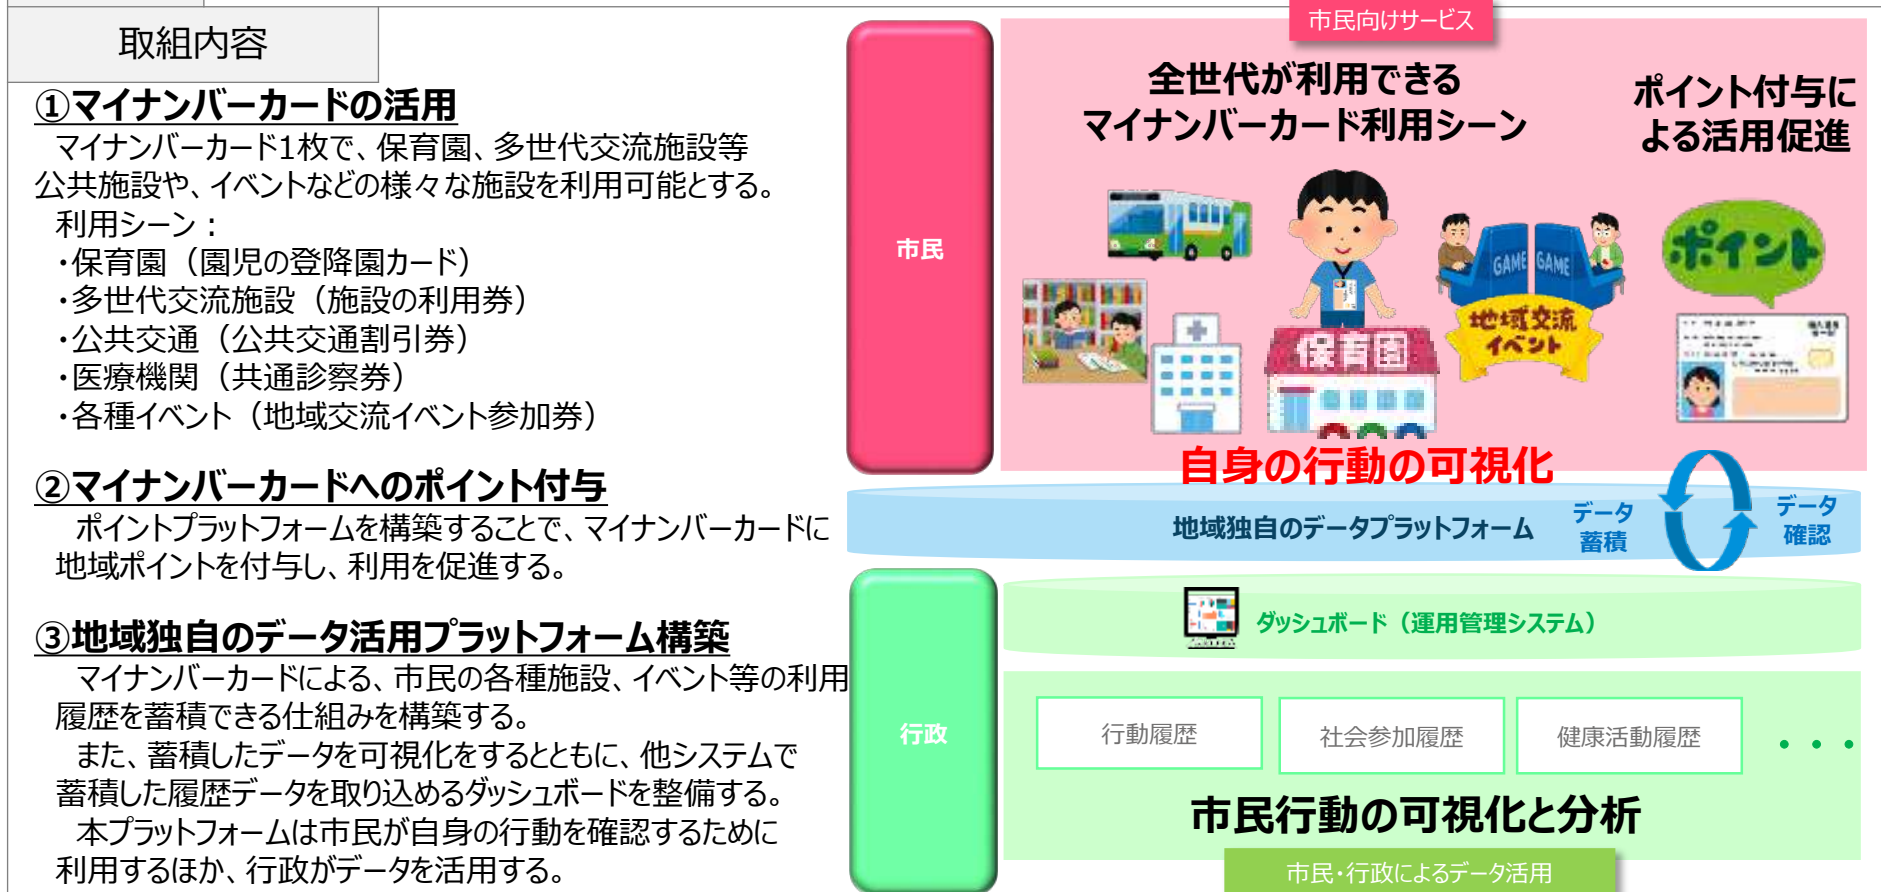 取組内容
①マイナンバーカードの活用
マイナンバーカード1枚で、保育園、多世代交流施設等
公共施設や、イベントなどの様々な施設を利用可能とする。
利用シーン：
・保育園（園児の登降園カード）
・多世代交流施設（施設の利用券）
・公共交通（公共交通割引券）
・医療機関（共通診察券）
・各種イベント（地域交流イベント参加券）
②マイナンバーカードへのポイント付与
ポイントプラットフォームを構築することで、マイナンバーカードに
地域ポイントを付与し、利用を促進する。
③地域独自のデータ活用プラットフォーム構築
マイナンバーカードによる、市民の各種施設、イベント等の利用
履歴を蓄積できる仕組みを構築する。
また、蓄積したデータを可視化をするとともに、他システムで
蓄積した履歴データを取り込めるダッシュボードを整備する。
本プラットフォームは市民が自身の行動を確認するために
利用するほか、行政がデータを活用する。
市民
市民向けサービス
全世代が利用できる
マイナンバーカード利用シーン
ポイント付与に
よる活用促進
GAME GAME
地域交流
イベント
保育園
ポイント
自身の行動の可視化
地域独自のデータプラットフォーム
データ
蓄積
データ
確認
行政
ダッシュボード（運用管理システム）
行動履歴
社会参加履歴
健康活動履歴
・・・
市民行動の可視化と分析
市民・行政によるデータ活用